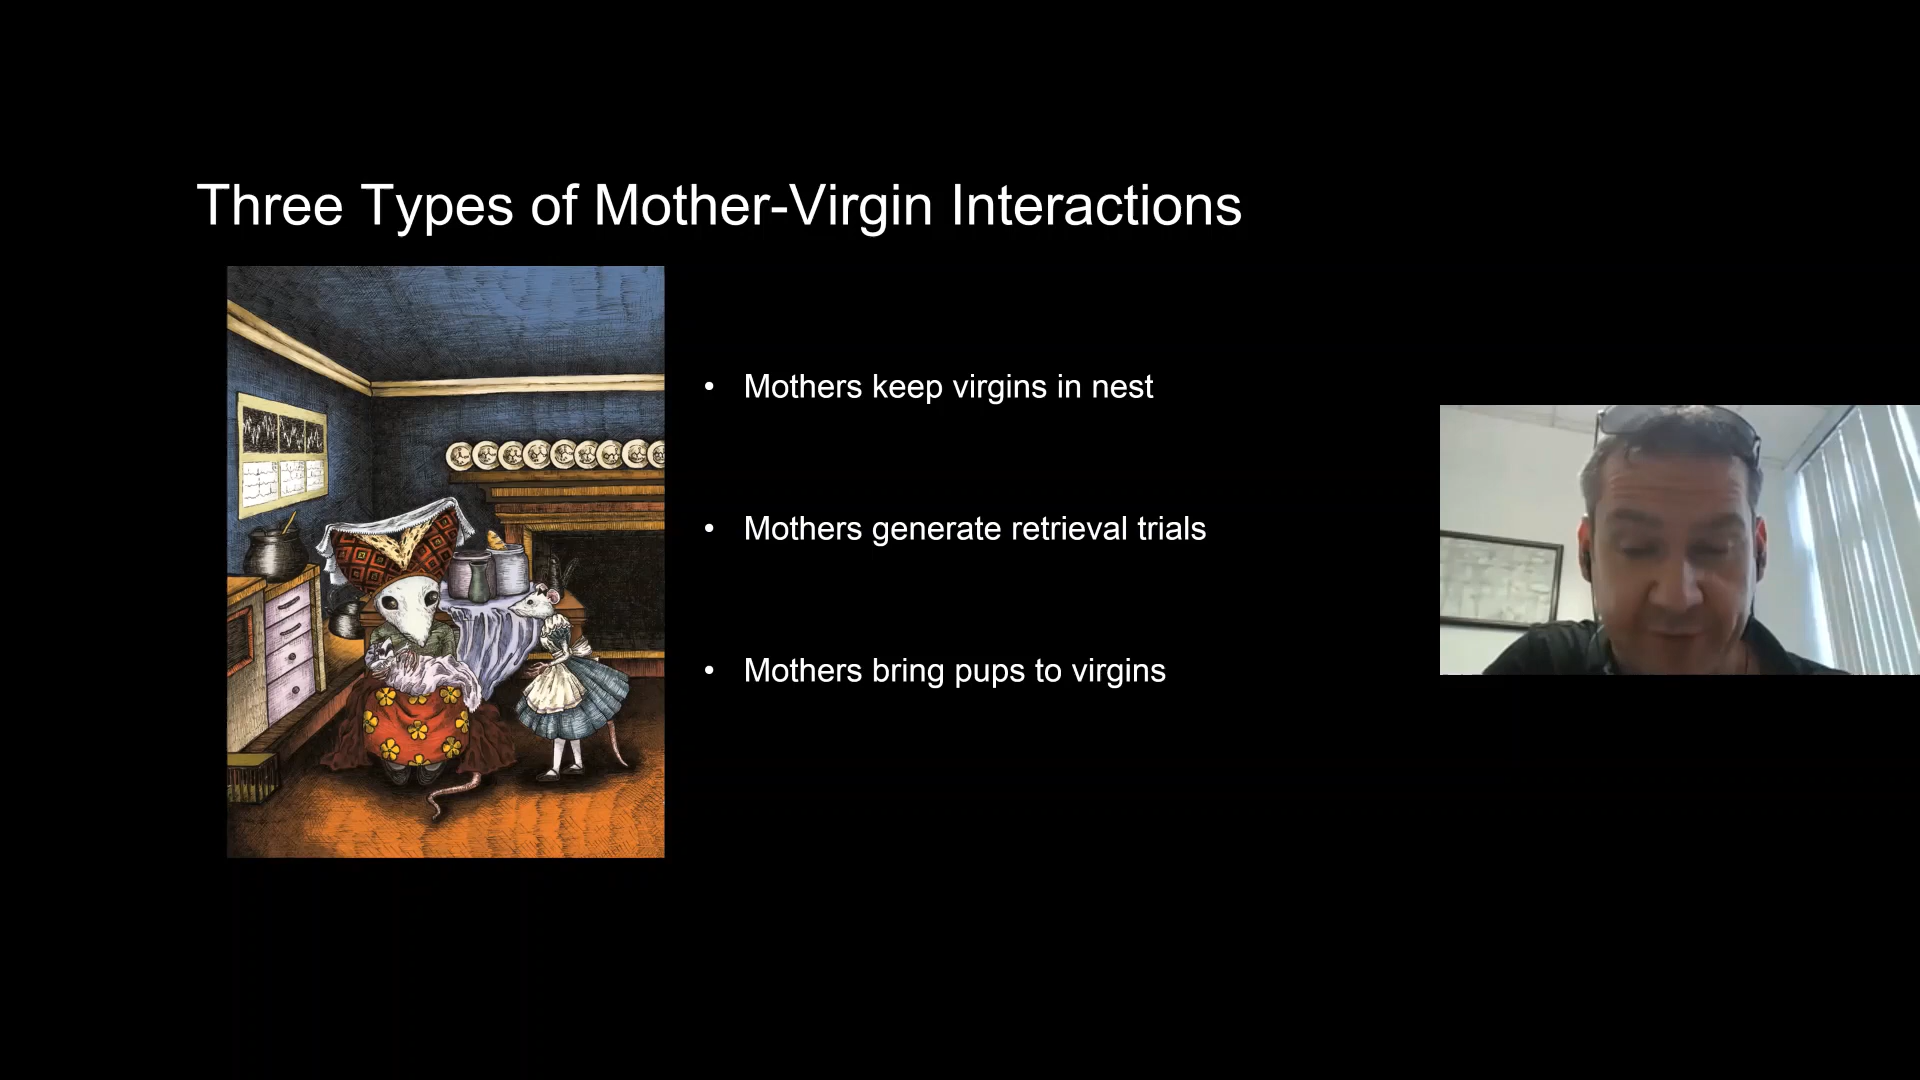 Three Types of Mother-Virgin Interactions
• Mothers keep virgins in nest
• Mothers generate retrieval trials
• Mothers bring pups to virgins